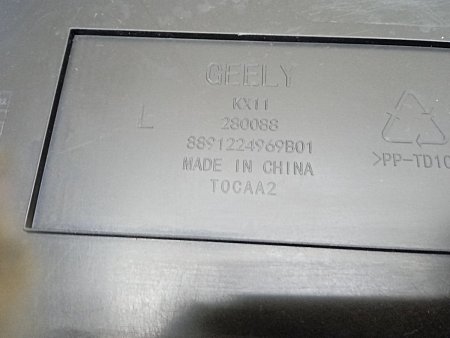 GEELY
KX11
L
280088
8891224969B01
MADE IN CHINA
TOCAA2
>PP-TD10